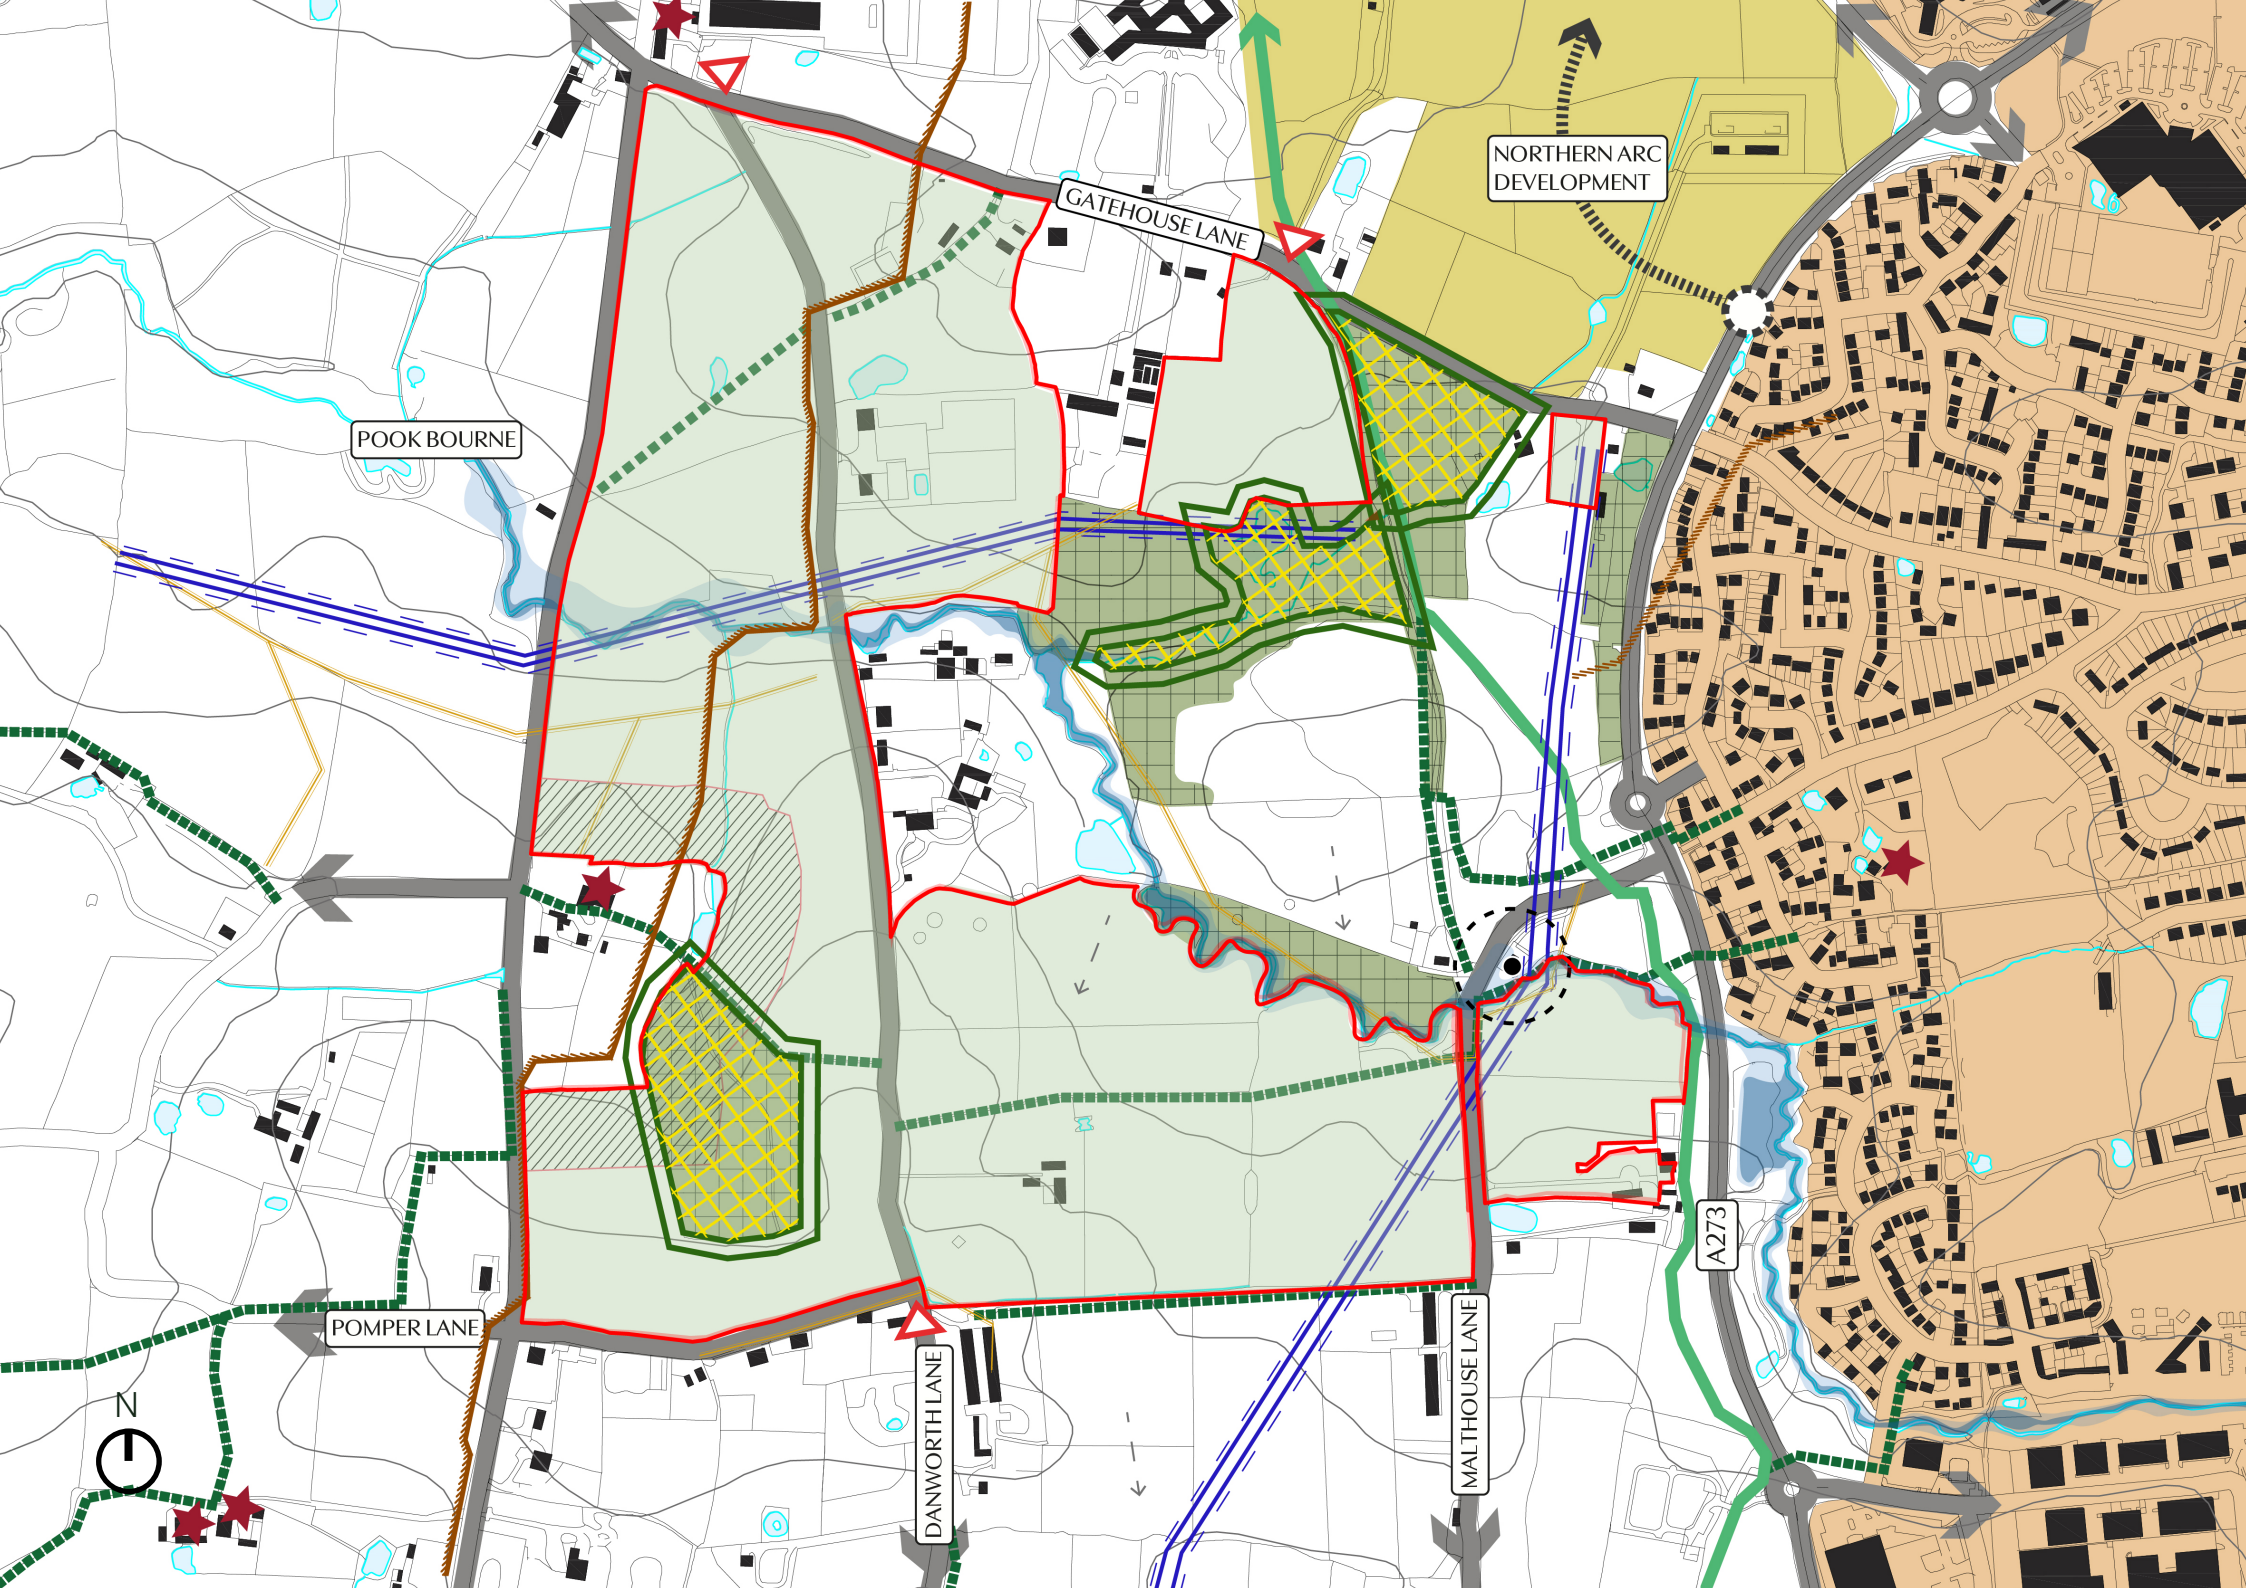 NORTHERN ARC
DEVELOPMENT
GATEHOUSE LANE
POOK BOURNE
A273
POMPER LANE
MALTHOUSE LANE
DANWORTH LANE
N